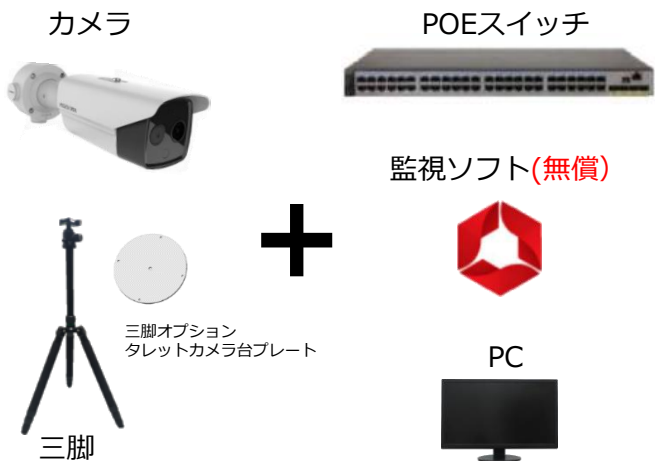 カメラ
POEスイッチ
監視ソフト(無償）
三脚オプション
タレットカメラ台プレート
PC
三脚